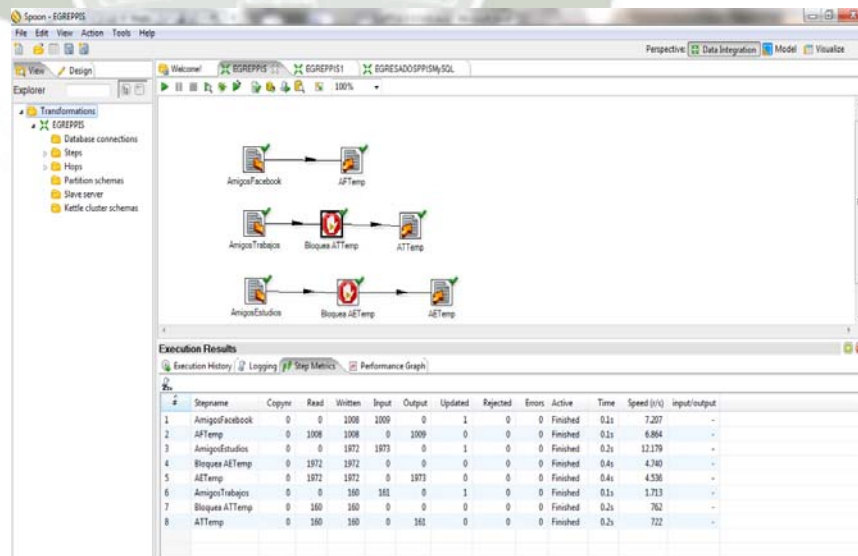 Spoon - EGREPPIS
File Edit View Action Tools Help
Perspective: Data Integration Model Visualize
View Design
Welcome! EGREPPIS EGREPPIS1 EGRESADOSPPISMySQL
Explorer
100%
Transformations
EGREPPIS
Database connections
Steps
Hops
Partition schemas
Slave server
Kettle cluster schemas
AmigosFacebook AFTemp
AmigosTrabajos Bloquea ATTemp ATTemp
AmigosEstudios Bloquea AETemp AETemp
Execution Results
Execution History Logging Step Metrics Performance Graph
# Stepname Copynr Read Written Input Output Updated Rejected Errors Active Time Speed (r/s) input/output
1 AmigosFacebook 0 0 1008 1009 0 1 0 0 Finished 0.1s 7.207 -
2 AFTemp 0 1008 1008 0 1009 0 0 0 Finished 0.1s 6.864 -
3 AmigosEstudios 0 0 1972 1973 0 1 0 0 Finished 0.2s 12.179 -
4 Bloquea AETemp 0 1972 1972 0 0 0 0 0 Finished 0.4s 4.740 -
5 AETemp 0 1972 1972 0 1973 0 0 0 Finished 0.4s 4.536 -
6 AmigosTrabajos 0 0 160 161 0 1 0 0 Finished 0.1s 1.713 -
7 Bloquea ATTemp 0 160 160 0 0 0 0 0 Finished 0.2s 762 -
8 ATTemp 0 160 160 0 161 0 0 0 Finished 0.2s 722 -